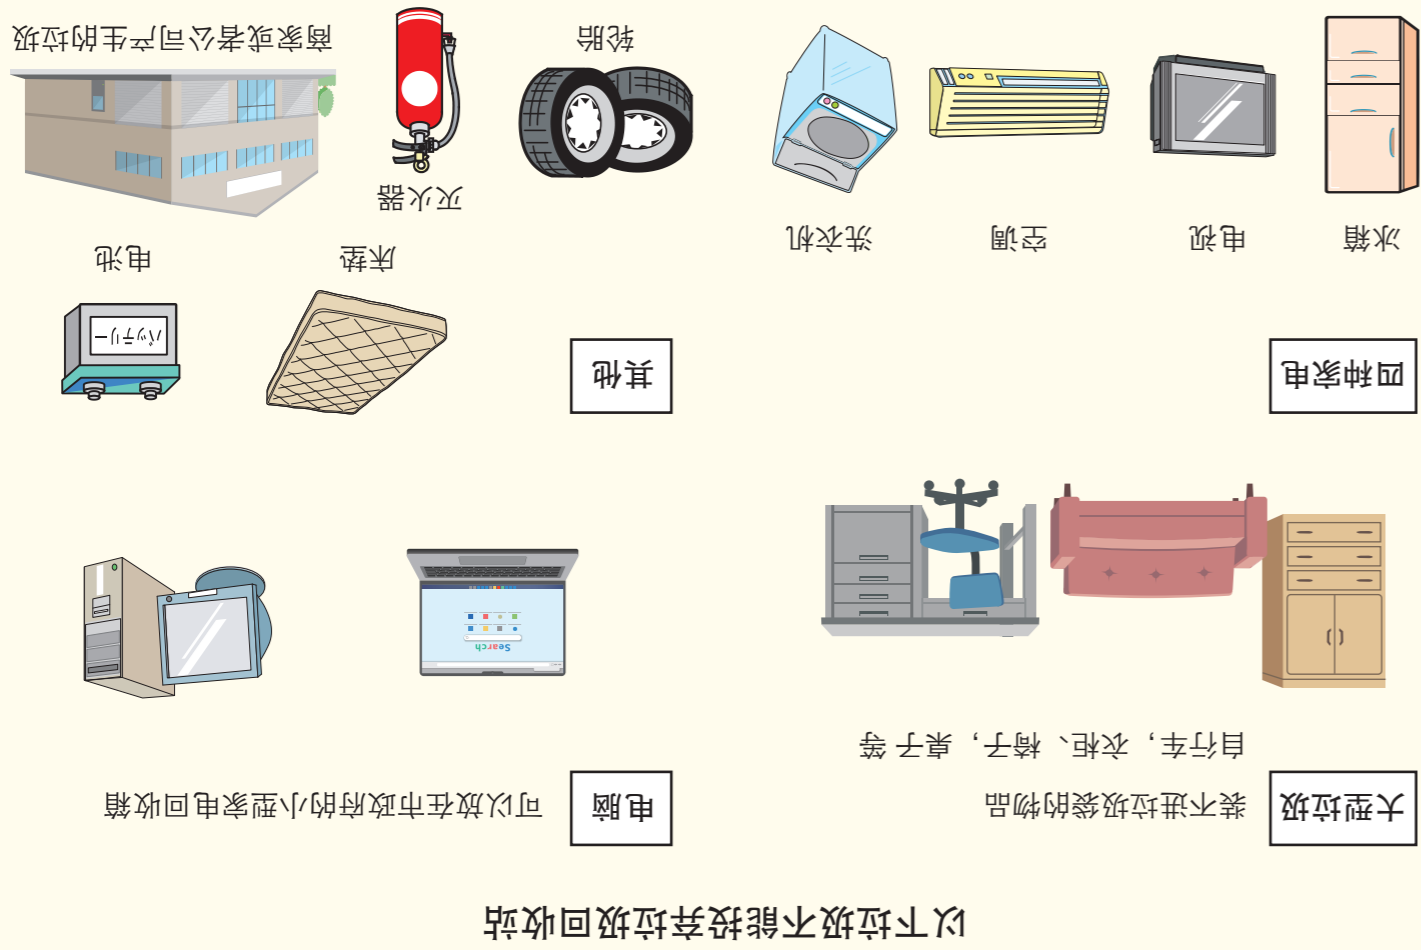 以下垃圾不能投弃垃圾回收站
大型垃圾
装不进垃圾袋的物品
自行车，衣柜、椅子，桌子 等
电脑
可以放在市政府的小型家电回收箱
Search
四种家电
冰箱
电视
空调
洗衣机
其他
床垫
电池
バッテリー
轮胎
灭火器
商家或者公司产生的垃圾